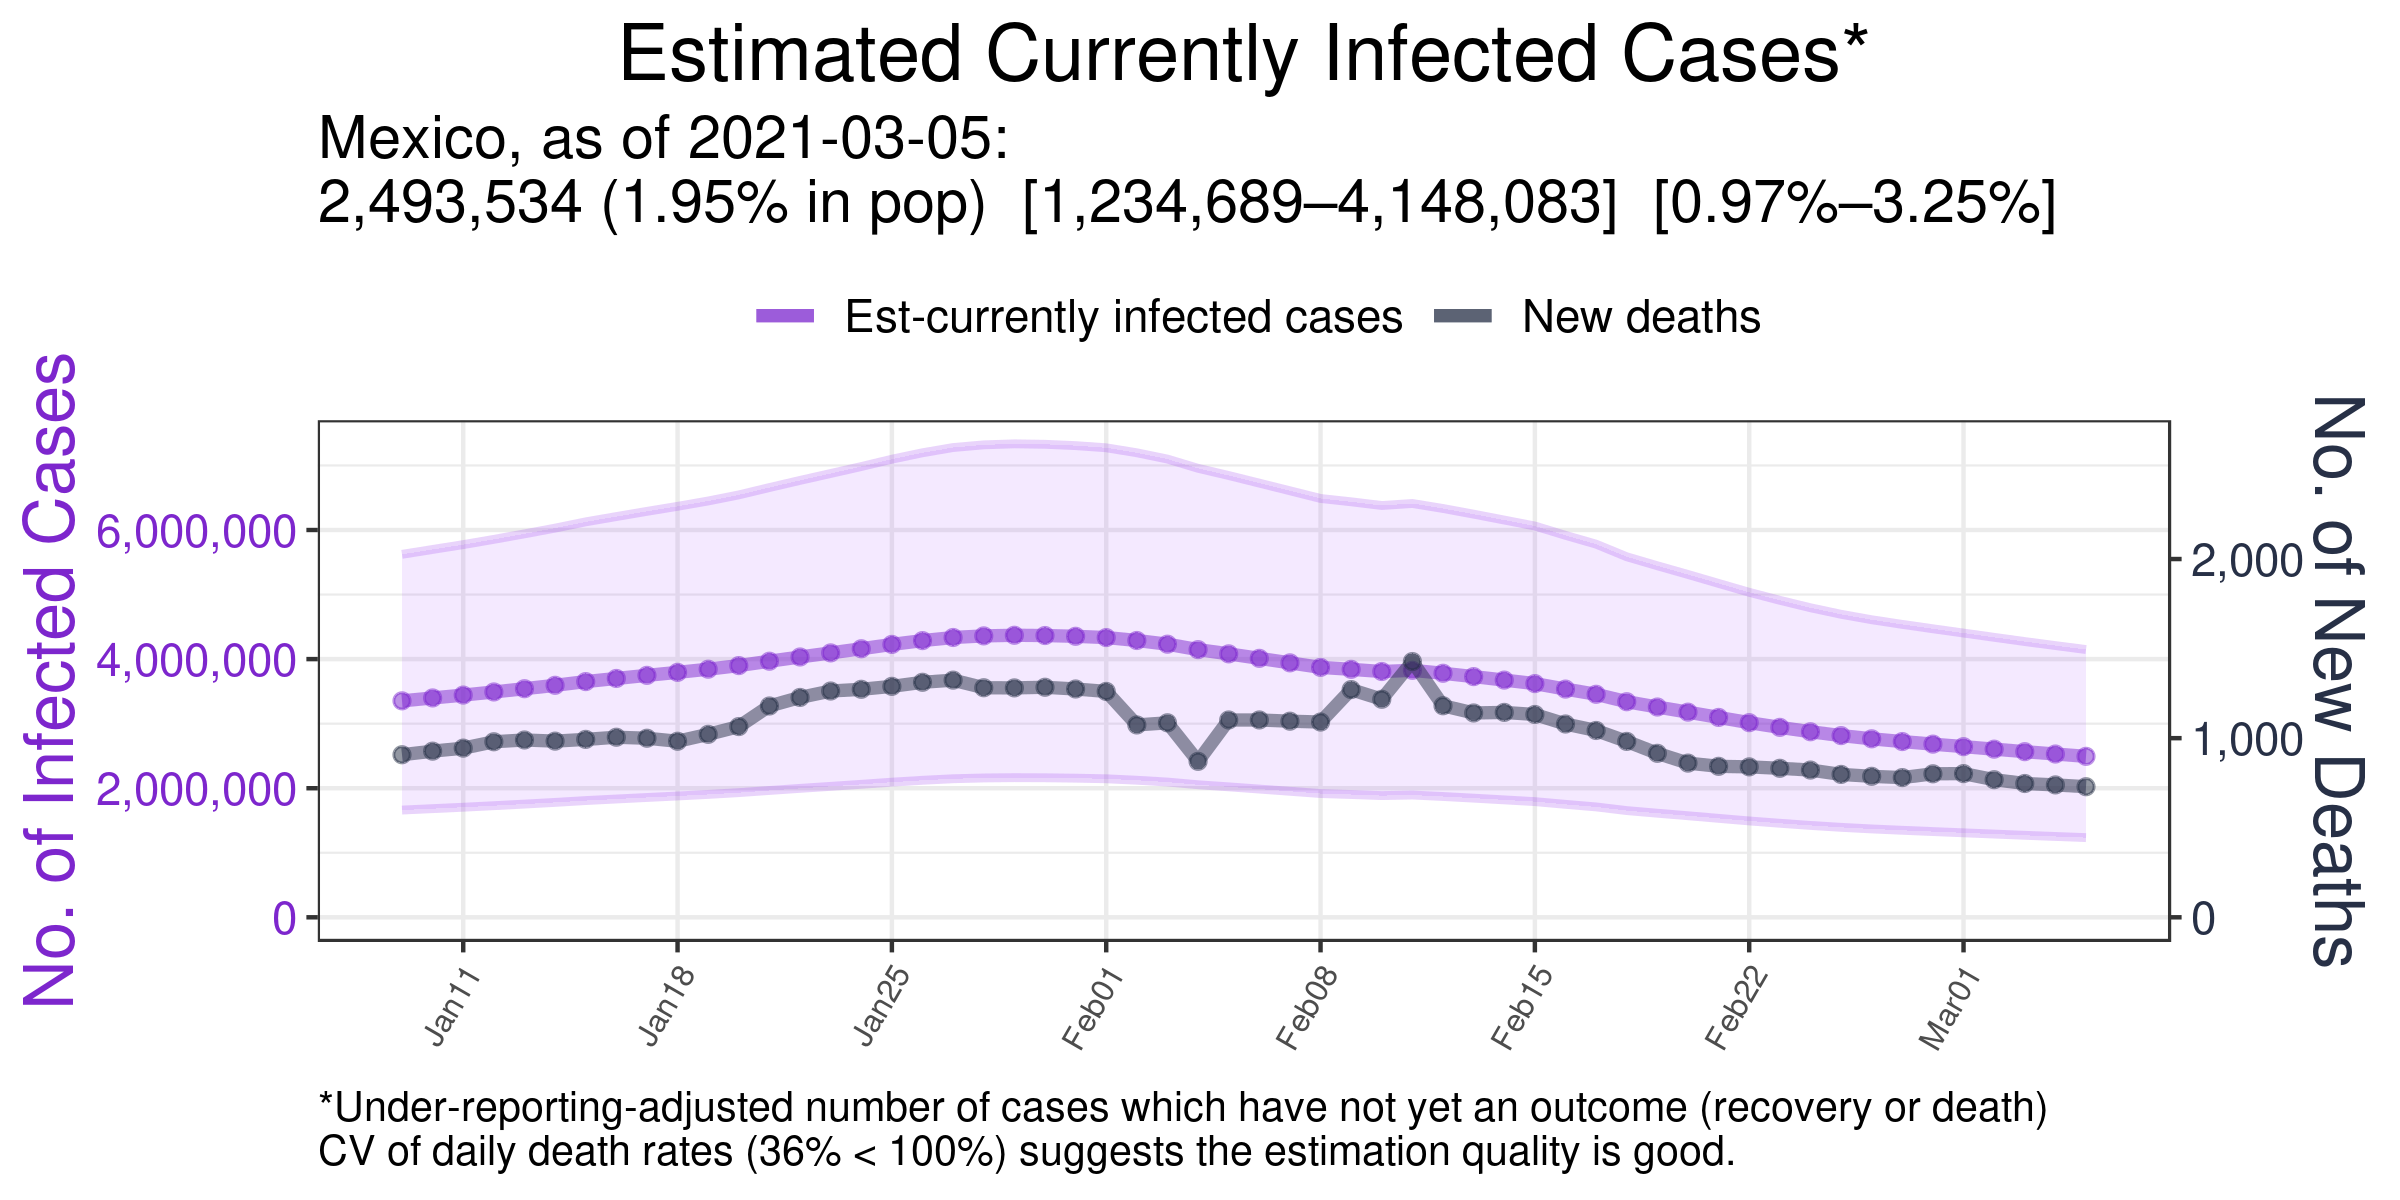 Estimated Currently Infected Cases*
Mexico, as of 2021-03-05:
2,493,534 (1.95% in pop)  [1,234,689–4,148,083]  [0.97%–3.25%]
Est-currently infected cases
New deaths
No. of Infected Cases
6,000,000
4,000,000
2,000,000
0
2,000
1,000
0
No. of New Deaths
Jan11
Jan18
Jan25
Feb01
Feb08
Feb15
Feb22
Mar01
*Under-reporting-adjusted number of cases which have not yet an outcome (recovery or death)
CV of daily death rates (36% < 100%) suggests the estimation quality is good.